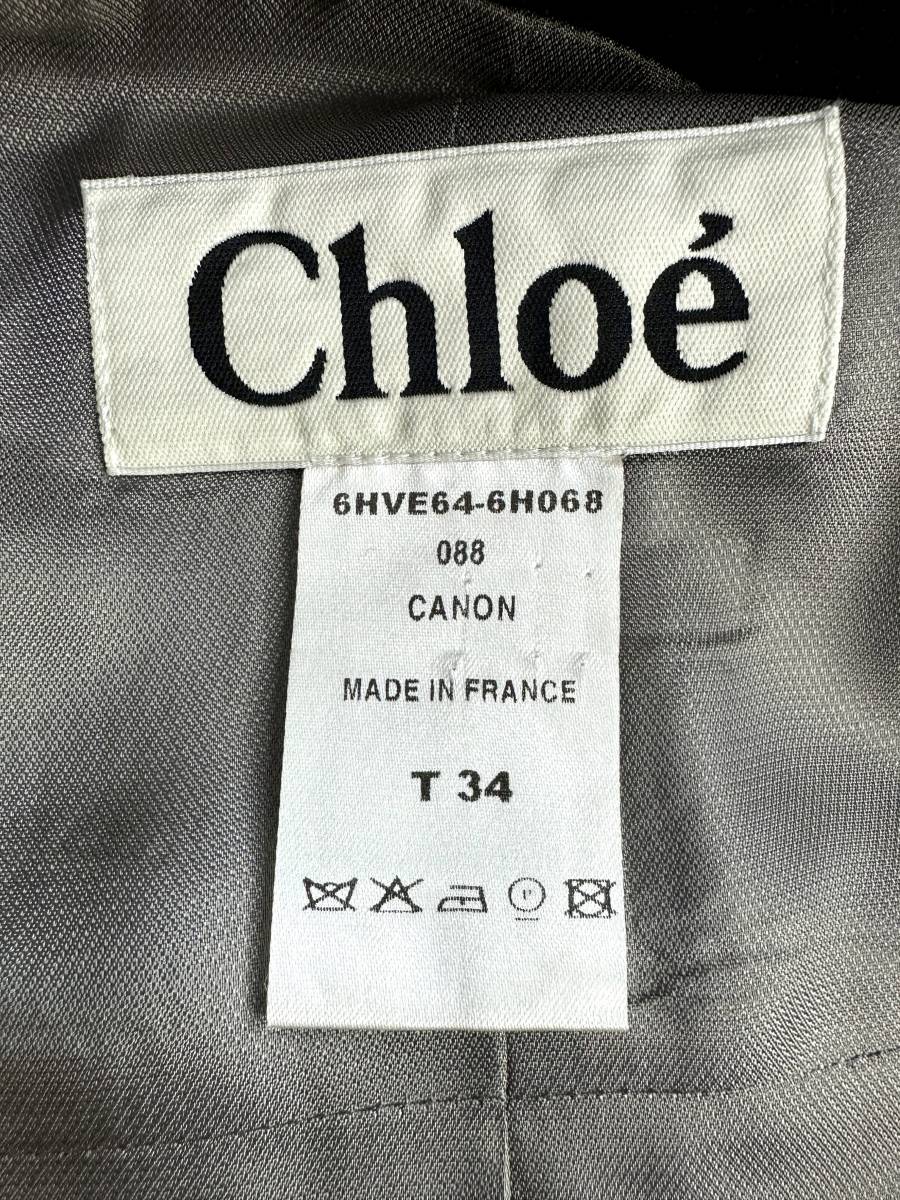 Chloé
6HVE64-6H068
088
CANON
MADE IN FRANCE
T 34
P